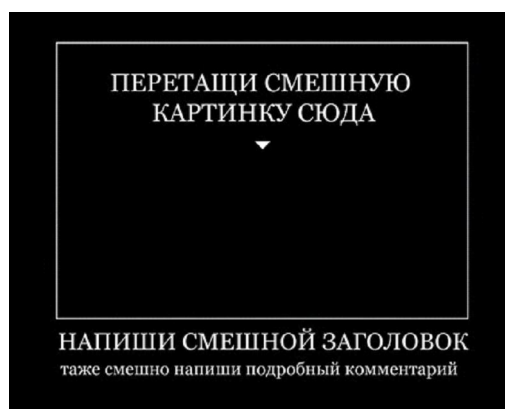 ПЕРЕТАЩИ СМЕШНУЮ
КАРТИНКУ СЮДА
НАПИШИ СМЕШНОЙ ЗАГОЛОВОК
таже смешно напиши подробный комментарий